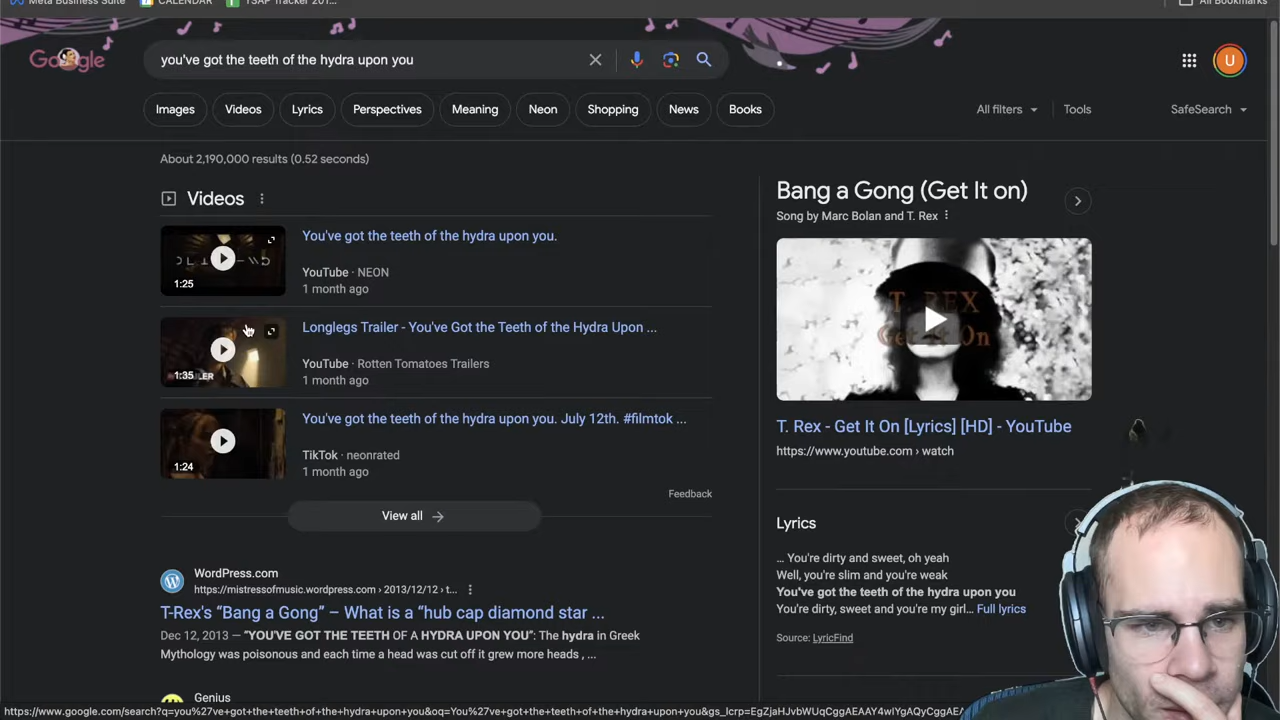 Meta Business Suite
CALENDAR
TSAP Tracker 201...
All Bookmarks
Google
you've got the teeth of the hydra upon you
U
Images
Videos
Lyrics
Perspectives
Meaning
Neon
Shopping
News
Books
All filters
Tools
SafeSearch
About 2,190,000 results (0.52 seconds)
Videos
You've got the teeth of the hydra upon you.
YouTube · NEON
1 month ago
1:25
Longlegs Trailer - You've Got the Teeth of the Hydra Upon ...
YouTube · Rotten Tomatoes Trailers
1 month ago
1:35
You've got the teeth of the hydra upon you. July 12th. #filmtok ...
TikTok · neonrated
1 month ago
1:24
Feedback
View all
WordPress.com
https://mistressofmusic.wordpress.com › 2013/12/12 › t...
T-Rex's “Bang a Gong” – What is a “hub cap diamond star ...
Dec 12, 2013 — “YOU'VE GOT THE TEETH OF A HYDRA UPON YOU”: The hydra in Greek
Mythology was poisonous and each time a head was cut off it grew more heads , ...
Genius
Bang a Gong (Get It on)
Song by Marc Bolan and T. Rex
T. REX
Get It On
T. Rex - Get It On [Lyrics] [HD] - YouTube
https://www.youtube.com › watch
Lyrics
... You're dirty and sweet, oh yeah
Well, you're slim and you're weak
You've got the teeth of the hydra upon you
You're dirty, sweet and you're my girl... Full lyrics
Source: LyricFind